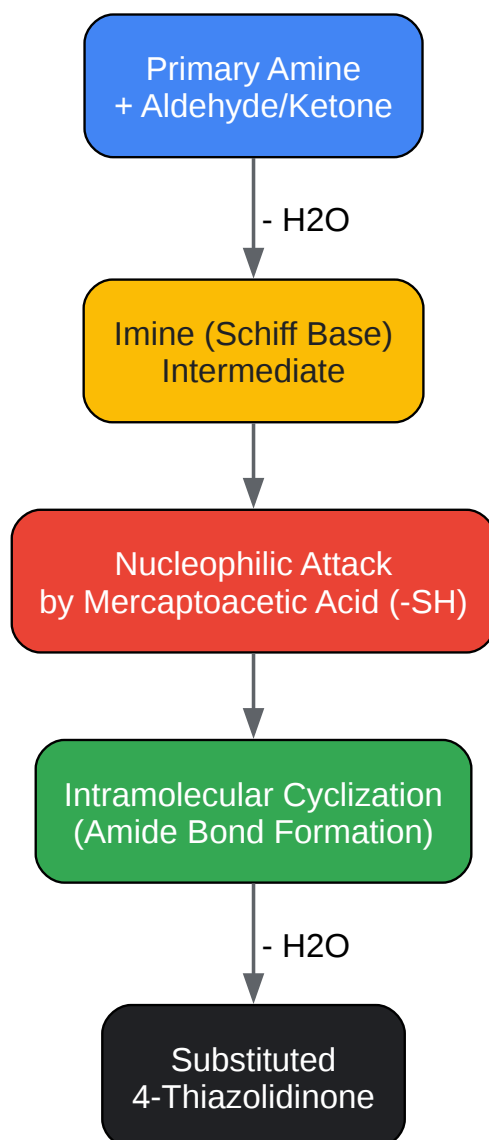 Primary Amine
+ Aldehyde/Ketone
- H2O
Imine (Schiff Base)
Intermediate
Nucleophilic Attack
by Mercaptoacetic Acid (-SH)
Intramolecular Cyclization
(Amide Bond Formation)
- H2O
Substituted
4-Thiazolidinone